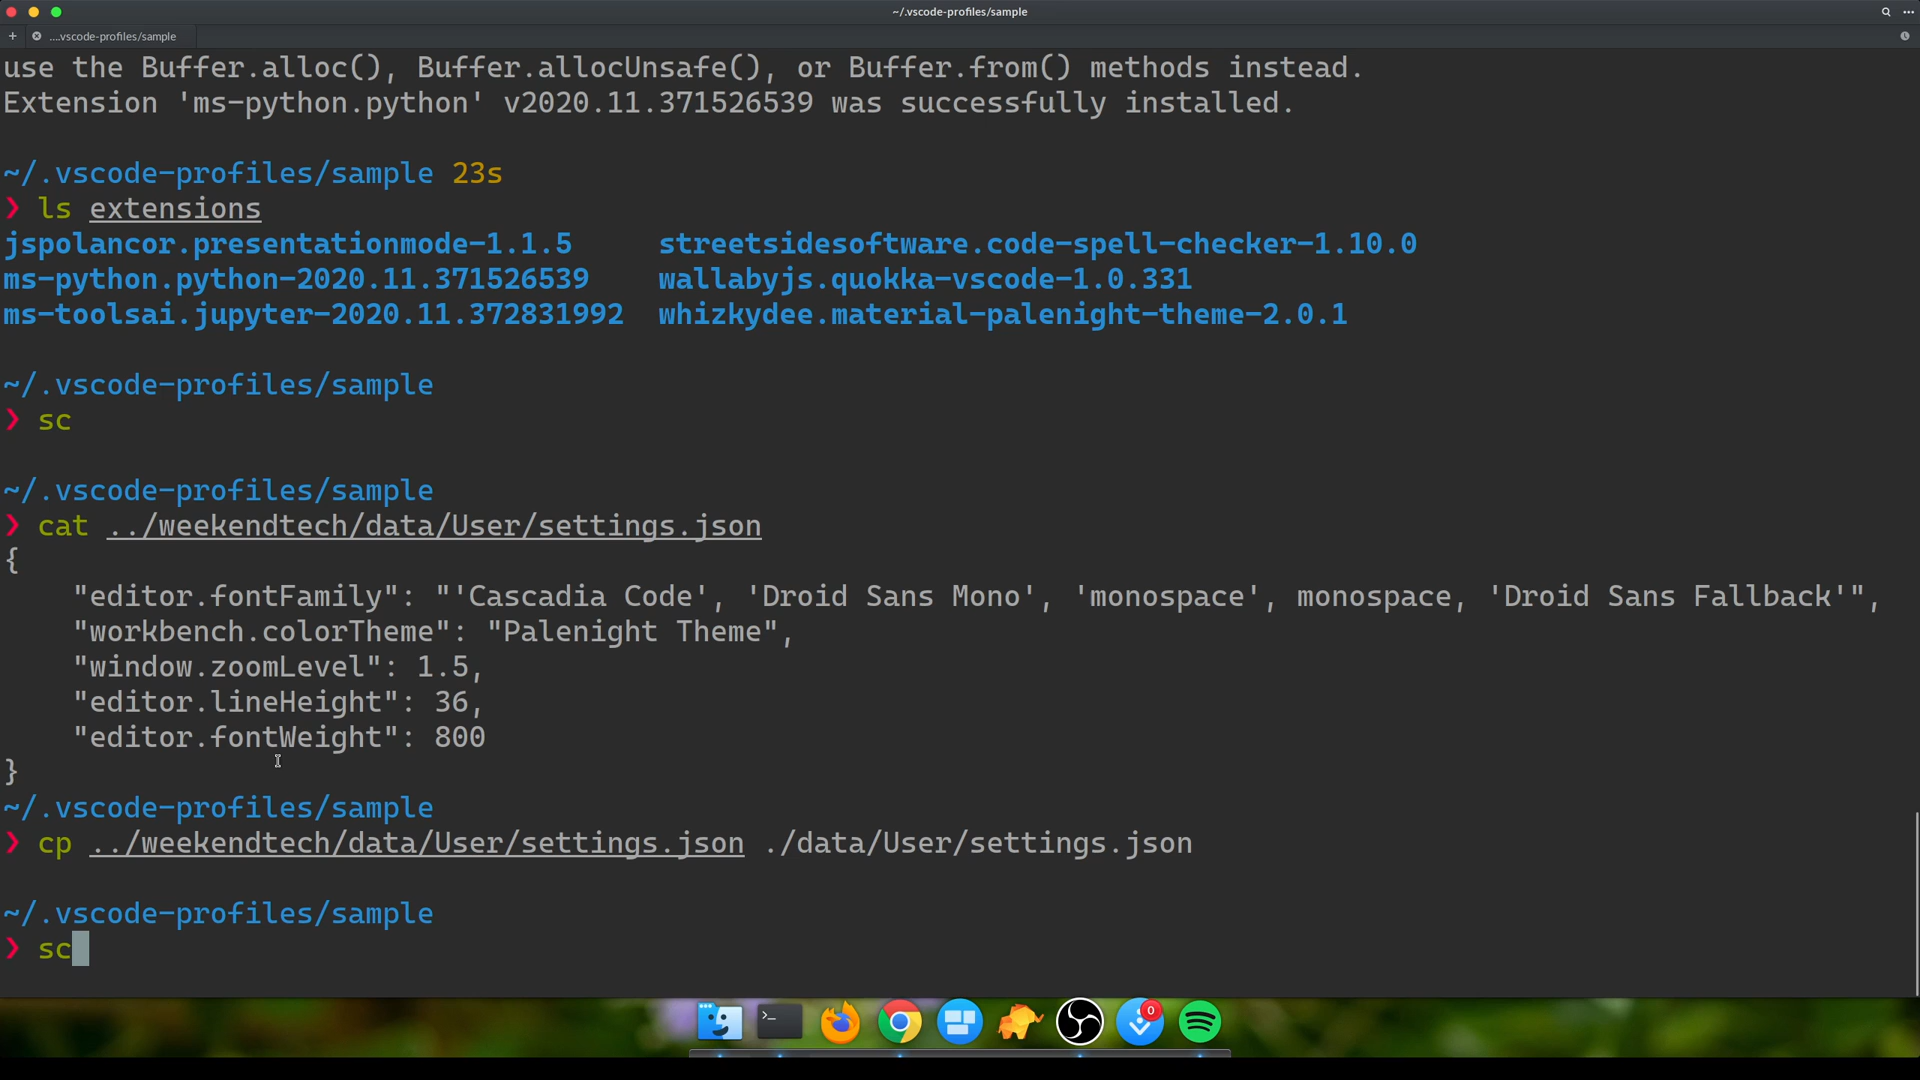 ~/.vscode-profiles/sample
+ ....vscode-profiles/sample
use the Buffer.alloc(), Buffer.allocUnsafe(), or Buffer.from() methods instead.
Extension 'ms-python.python' v2020.11.371526539 was successfully installed.
~/.vscode-profiles/sample 23s
❯ ls extensions
jspolancor.presentationmode-1.1.5 streetsidesoftware.code-spell-checker-1.10.0
ms-python.python-2020.11.371526539 wallabyjs.quokka-vscode-1.0.331
ms-toolsai.jupyter-2020.11.372831992 whizkydee.material-palenight-theme-2.0.1
~/.vscode-profiles/sample
❯ sc
~/.vscode-profiles/sample
❯ cat ../weekendtech/data/User/settings.json
{
"editor.fontFamily": "'Cascadia Code', 'Droid Sans Mono', 'monospace', monospace, 'Droid Sans Fallback'",
"workbench.colorTheme": "Palenight Theme",
"window.zoomLevel": 1.5,
"editor.lineHeight": 36,
"editor.fontWeight": 800
}
~/.vscode-profiles/sample
❯ cp ../weekendtech/data/User/settings.json ./data/User/settings.json
~/.vscode-profiles/sample
❯ sc
>_
0